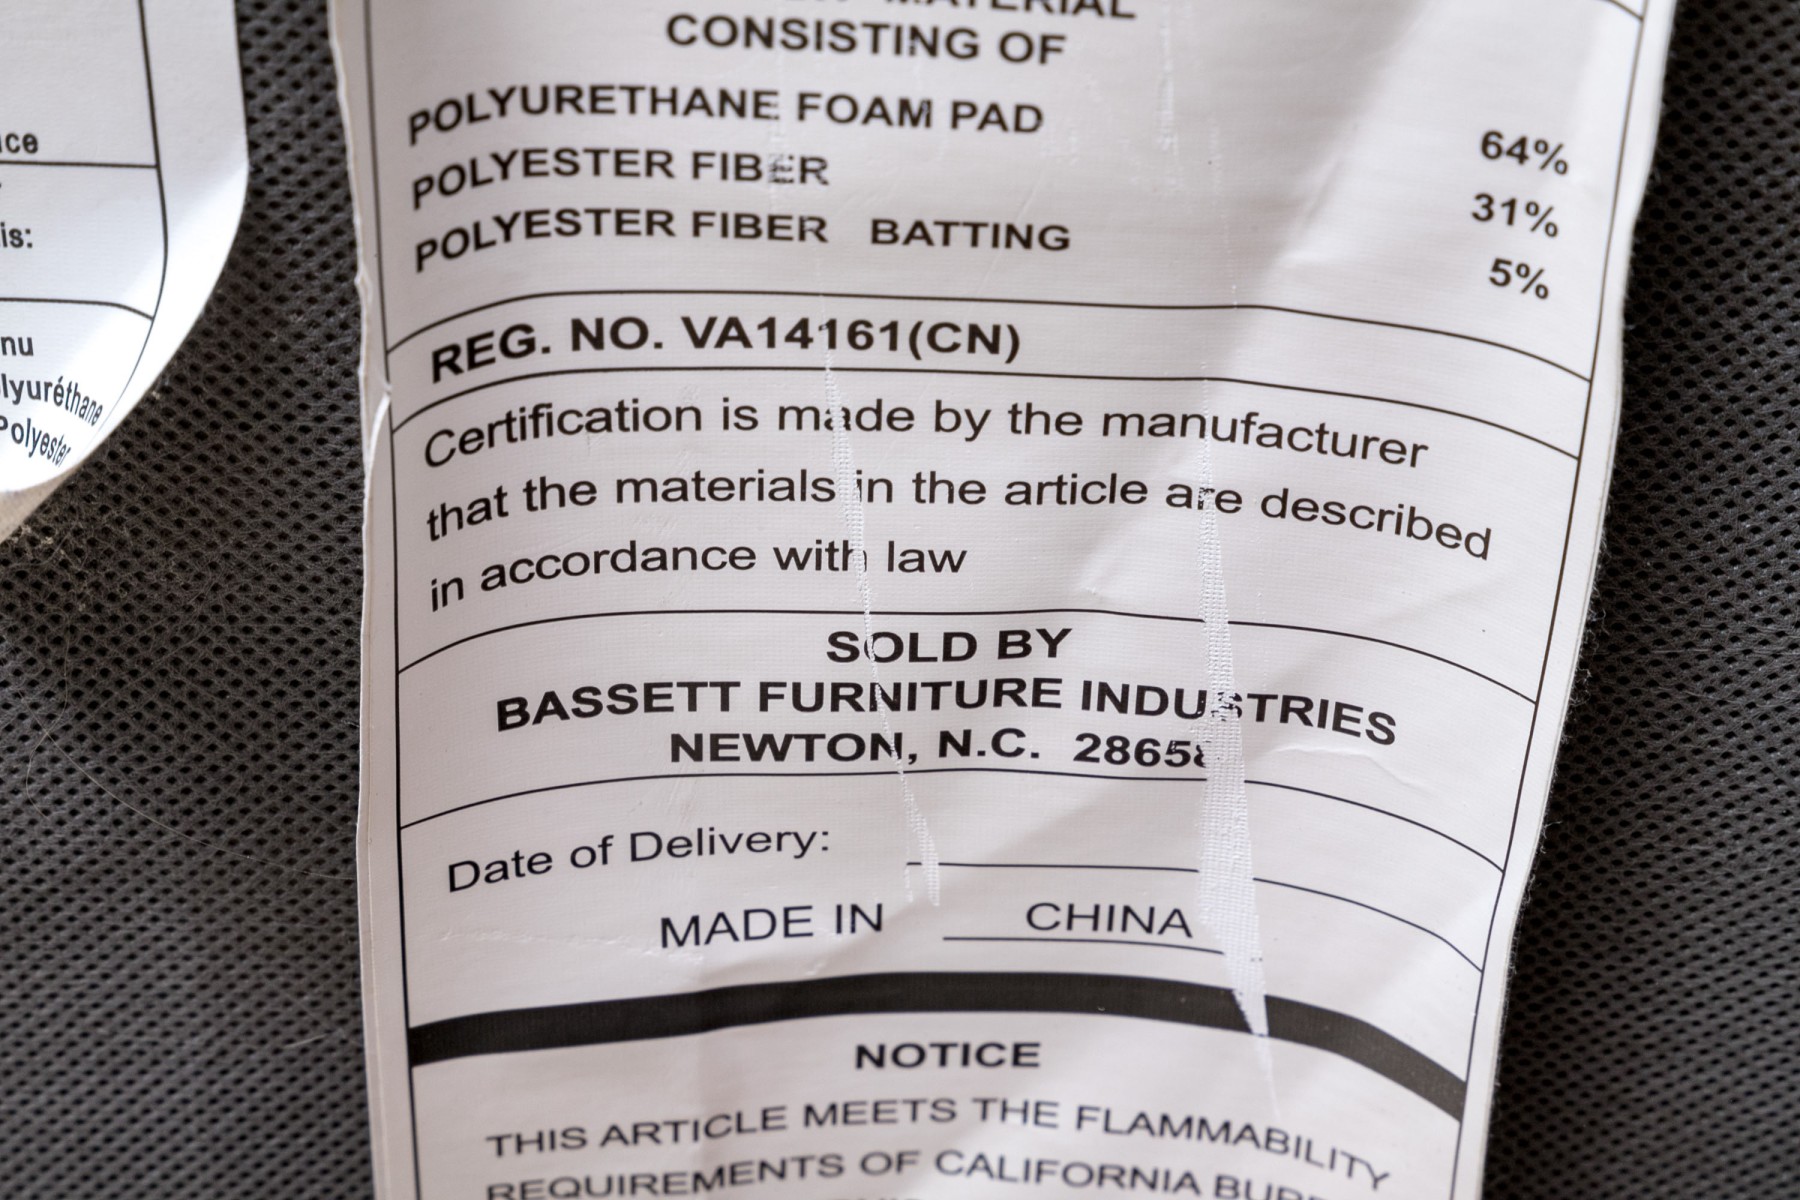 ce
is:
nu
lyuréthane
Polyester
MATERIAL
CONSISTING OF
POLYURETHANE FOAM PAD 64%
POLYESTER FIBER 31%
POLYESTER FIBER BATTING 5%
REG. NO. VA14161(CN)
Certification is made by the manufacturer
that the materials in the article are described
in accordance with law
SOLD BY
BASSETT FURNITURE INDUSTRIES
NEWTON, N.C. 28658
Date of Delivery:
MADE IN CHINA
NOTICE
THIS ARTICLE MEETS THE FLAMMABILITY
REQUIREMENTS OF CALIFORNIA